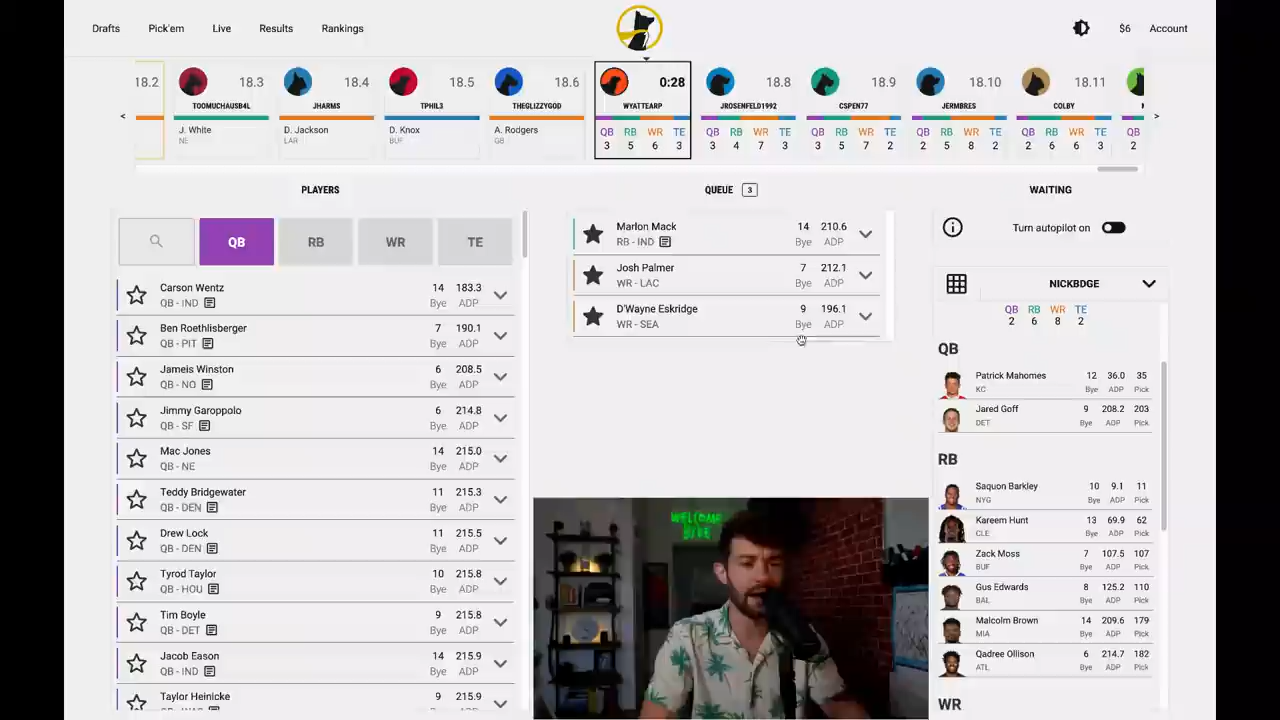 Drafts Pick'em Live Results Rankings $6 Account
18.2
18.3
TOOMUCHAUSB4L
J. White
NE
18.4
JHARMS
D. Jackson
LAR
18.5
TPHIL3
D. Knox
BUF
18.6
THEGLIZZYGOD
A. Rodgers
GB
0:28
WYATTEARP
QB RB WR TE
3 5 6 3
18.8
JROSENFELD1992
QB RB WR TE
3 4 7 3
18.9
CSPEN77
QB RB WR TE
3 5 7 2
18.10
JERMBRES
QB RB WR TE
2 5 8 2
18.11
COLBY
QB RB WR TE
2 6 6 3
QB
2
< >
PLAYERS
QB RB WR TE
Carson Wentz 14 183.3
QB - IND Bye ADP
Ben Roethlisberger 7 190.1
QB - PIT Bye ADP
Jameis Winston 6 208.5
QB - NO Bye ADP
Jimmy Garoppolo 6 214.8
QB - SF Bye ADP
Mac Jones 14 215.0
QB - NE Bye ADP
Teddy Bridgewater 11 215.3
QB - DEN Bye ADP
Drew Lock 11 215.5
QB - DEN Bye ADP
Tyrod Taylor 10 215.8
QB - HOU Bye ADP
Tim Boyle 9 215.8
QB - DET Bye ADP
Jacob Eason 14 215.9
QB - IND Bye ADP
Taylor Heinicke 9 215.9
QUEUE 3
Marlon Mack 14 210.6
RB - IND Bye ADP
Josh Palmer 7 212.1
WR - LAC Bye ADP
D'Wayne Eskridge 9 196.1
WR - SEA Bye ADP
WELCOME
WAITING
Turn autopilot on
NICKBDGE
QB RB WR TE
2 6 8 2
QB
Patrick Mahomes 12 36.0 35
KC Bye ADP Pick
Jared Goff 9 208.2 203
DET Bye ADP Pick
RB
Saquon Barkley 10 9.1 11
NYG Bye ADP Pick
Kareem Hunt 13 69.9 62
CLE Bye ADP Pick
Zack Moss 7 107.5 107
BUF Bye ADP Pick
Gus Edwards 8 125.2 110
BAL Bye ADP Pick
Malcolm Brown 14 209.6 179
MIA Bye ADP Pick
Qadree Ollison 6 214.7 182
ATL Bye ADP Pick
WR